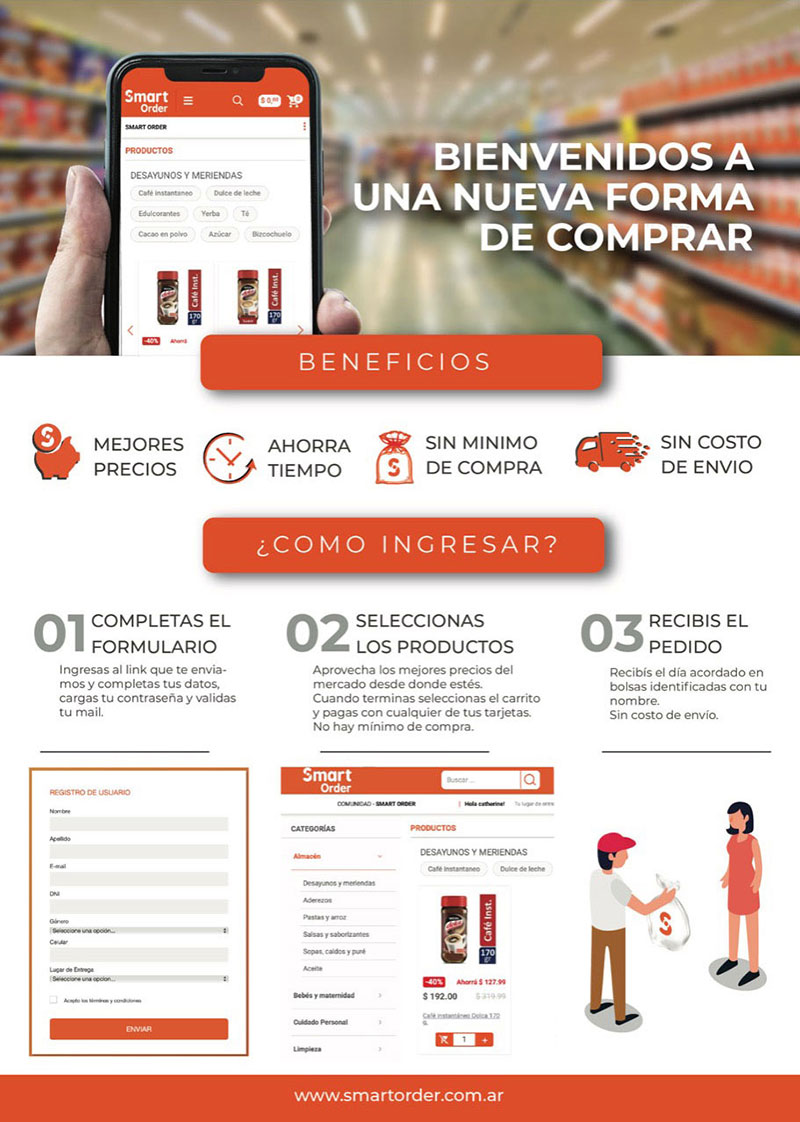 Smart
Order
$ 0,00
0
SMART ORDER
PRODUCTOS
DESAYUNOS Y MERIENDAS
Café instantaneo
Dulce de leche
Edulcorantes
Yerba
Té
Cacao en polvo
Azúcar
Bizcochuelo
Café Inst.
170
Café Inst.
170
-40%
Ahorrá
BIENVENIDOS A
UNA NUEVA FORMA
DE COMPRAR
BENEFICIOS
MEJORES
PRECIOS
AHORRA
TIEMPO
SIN MINIMO
DE COMPRA
SIN COSTO
DE ENVIO
¿COMO INGRESAR?
01 COMPLETAS EL
FORMULARIO
Ingresas al link que te envia-
mos y completas tus datos,
cargas tu contraseña y validas
tu mail.
02 SELECCIONAS
LOS PRODUCTOS
Aprovecha los mejores precios del
mercado desde donde estés.
Cuando terminas seleccionas el carrito
y pagas con cualquier de tus tarjetas.
No hay mínimo de compra.
03 RECIBIS EL
PEDIDO
Recibís el día acordado en
bolsas identificadas con tu
nombre.
Sin costo de envío.
REGISTRO DE USUARIO
Nombre
Apellido
E-mail
DNI
Género
Seleccione una opción...
Celular
Lugar de Entrega
Seleccione una opcion...
Acepto los términos y condiciones
ENVIAR
Smart
Order
Buscar ...
COMUNIDAD - SMART ORDER
Hola catherine!
Tu lugar de entre
CATEGORÍAS
Almacén
Desayunos y meriendas
Aderezos
Pastas y arroz
Salsas y saborizantes
Sopas, caldos y puré
Aceite
Bebés y maternidad
Cuidado Personal
Limpieza
PRODUCTOS
DESAYUNOS Y MERIENDAS
Café instantaneo
Dulce de leche
Café Inst.
170
gr
-40%
Ahorrá $ 127.99
$ 192.00
$ 319.99
Café instantáneo Dolca 170
g.
1
+
www.smartorder.com.ar